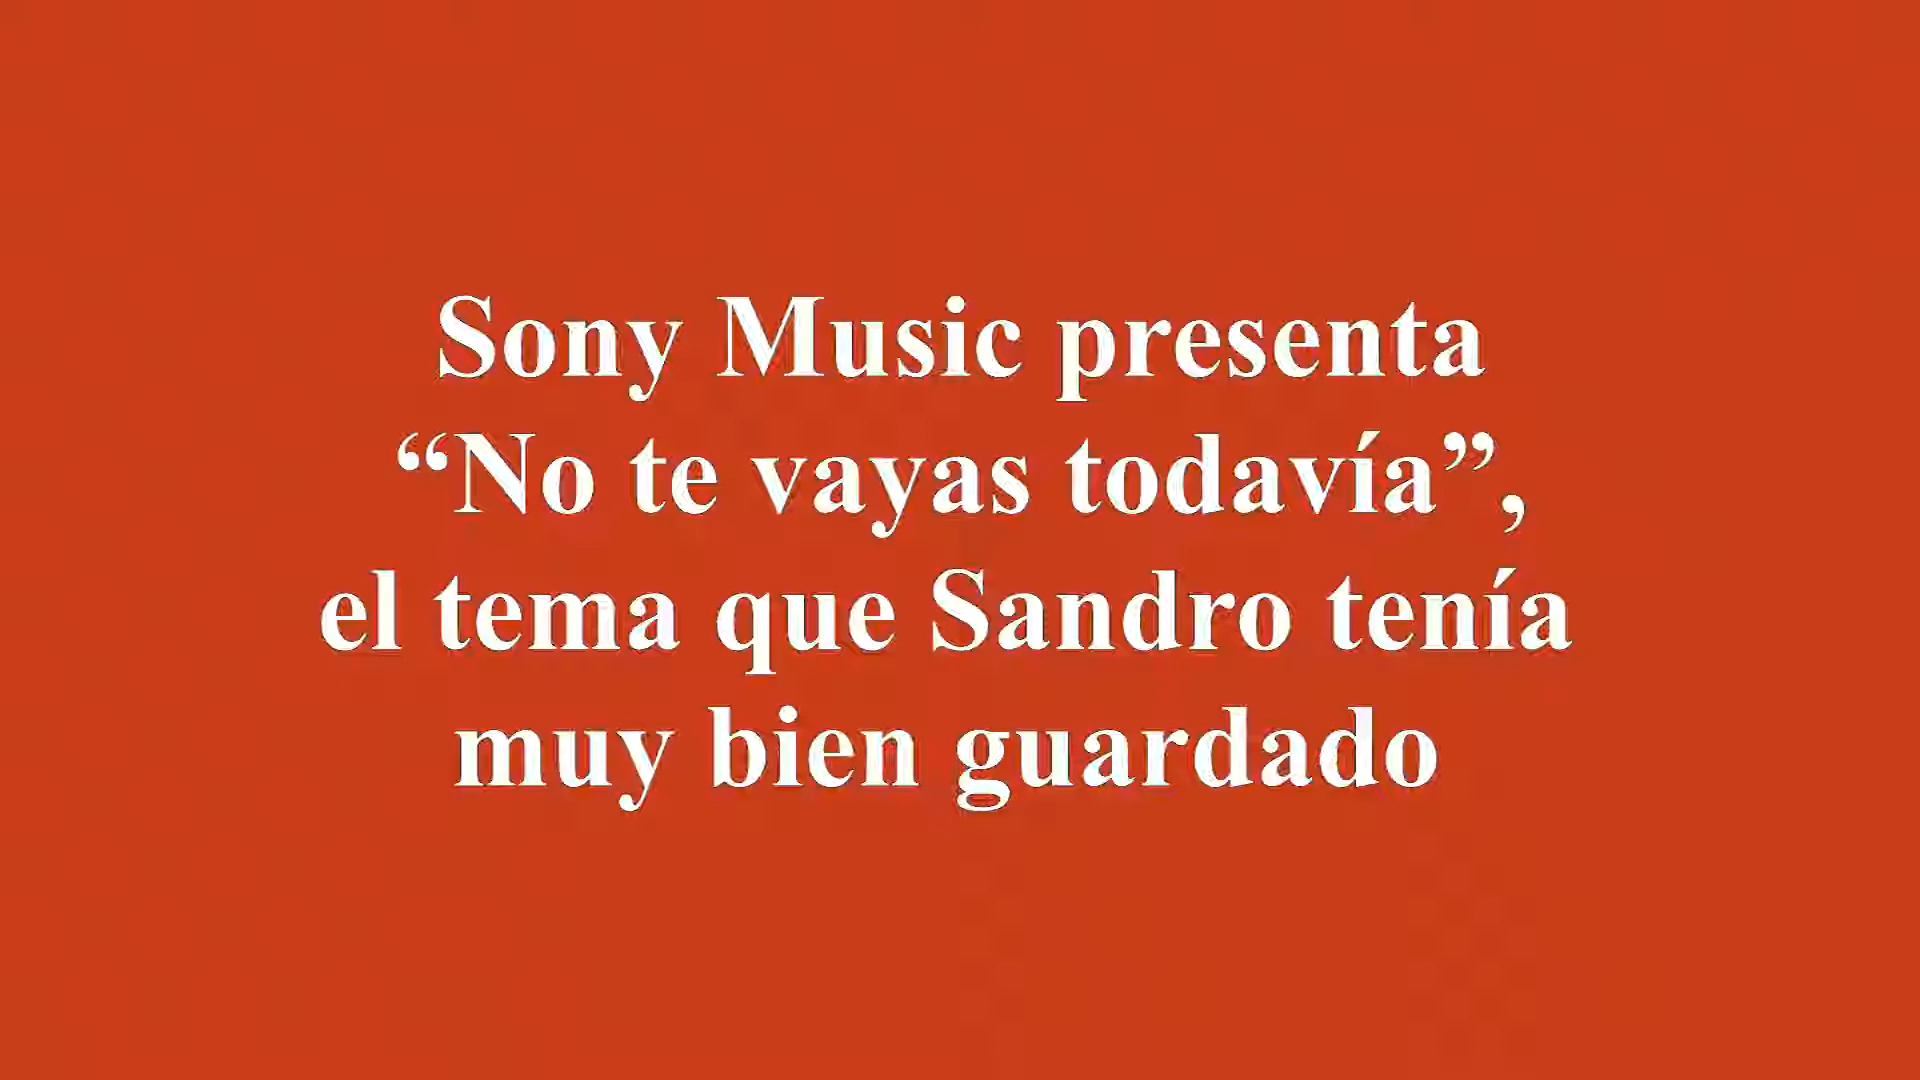 Sony Music presenta
“No te vayas todavía”,
el tema que Sandro tenía
muy bien guardado